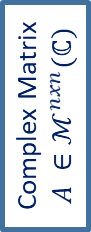 Complex Matrix
A ∈ ℳⁿˣⁿ(ℂ)